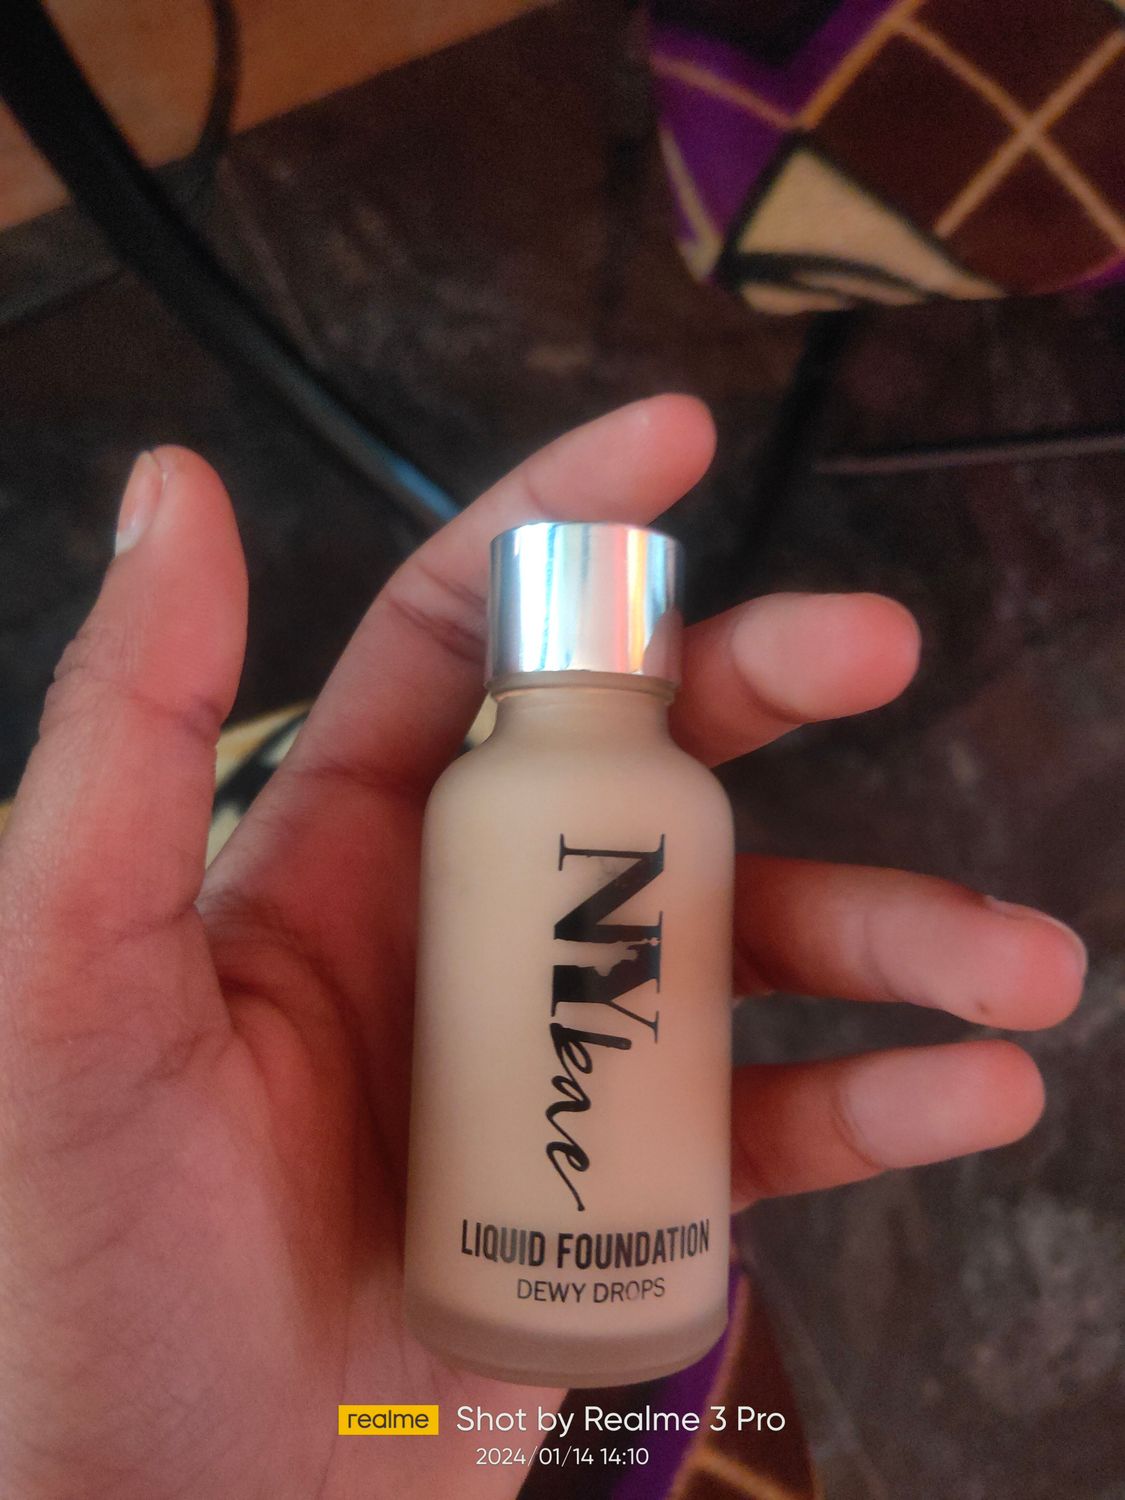 NYbae
LIQUID FOUNDATION
DEWY DROPS
realme Shot by Realme 3 Pro
2024/01/14 14:10